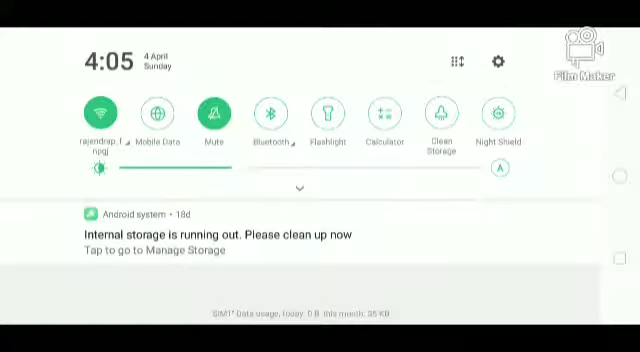 4:05
4 April
Sunday
Film Maker
Mobile Data
Mute
Bluetooth
Flashlight
Calculator
Clean
Storage
Night Shield
A
Android system • 18d
Internal storage is running out. Please clean up now
Tap to go to Manage Storage
SIM1* Data usage, today: 0 B this month: 35 KB